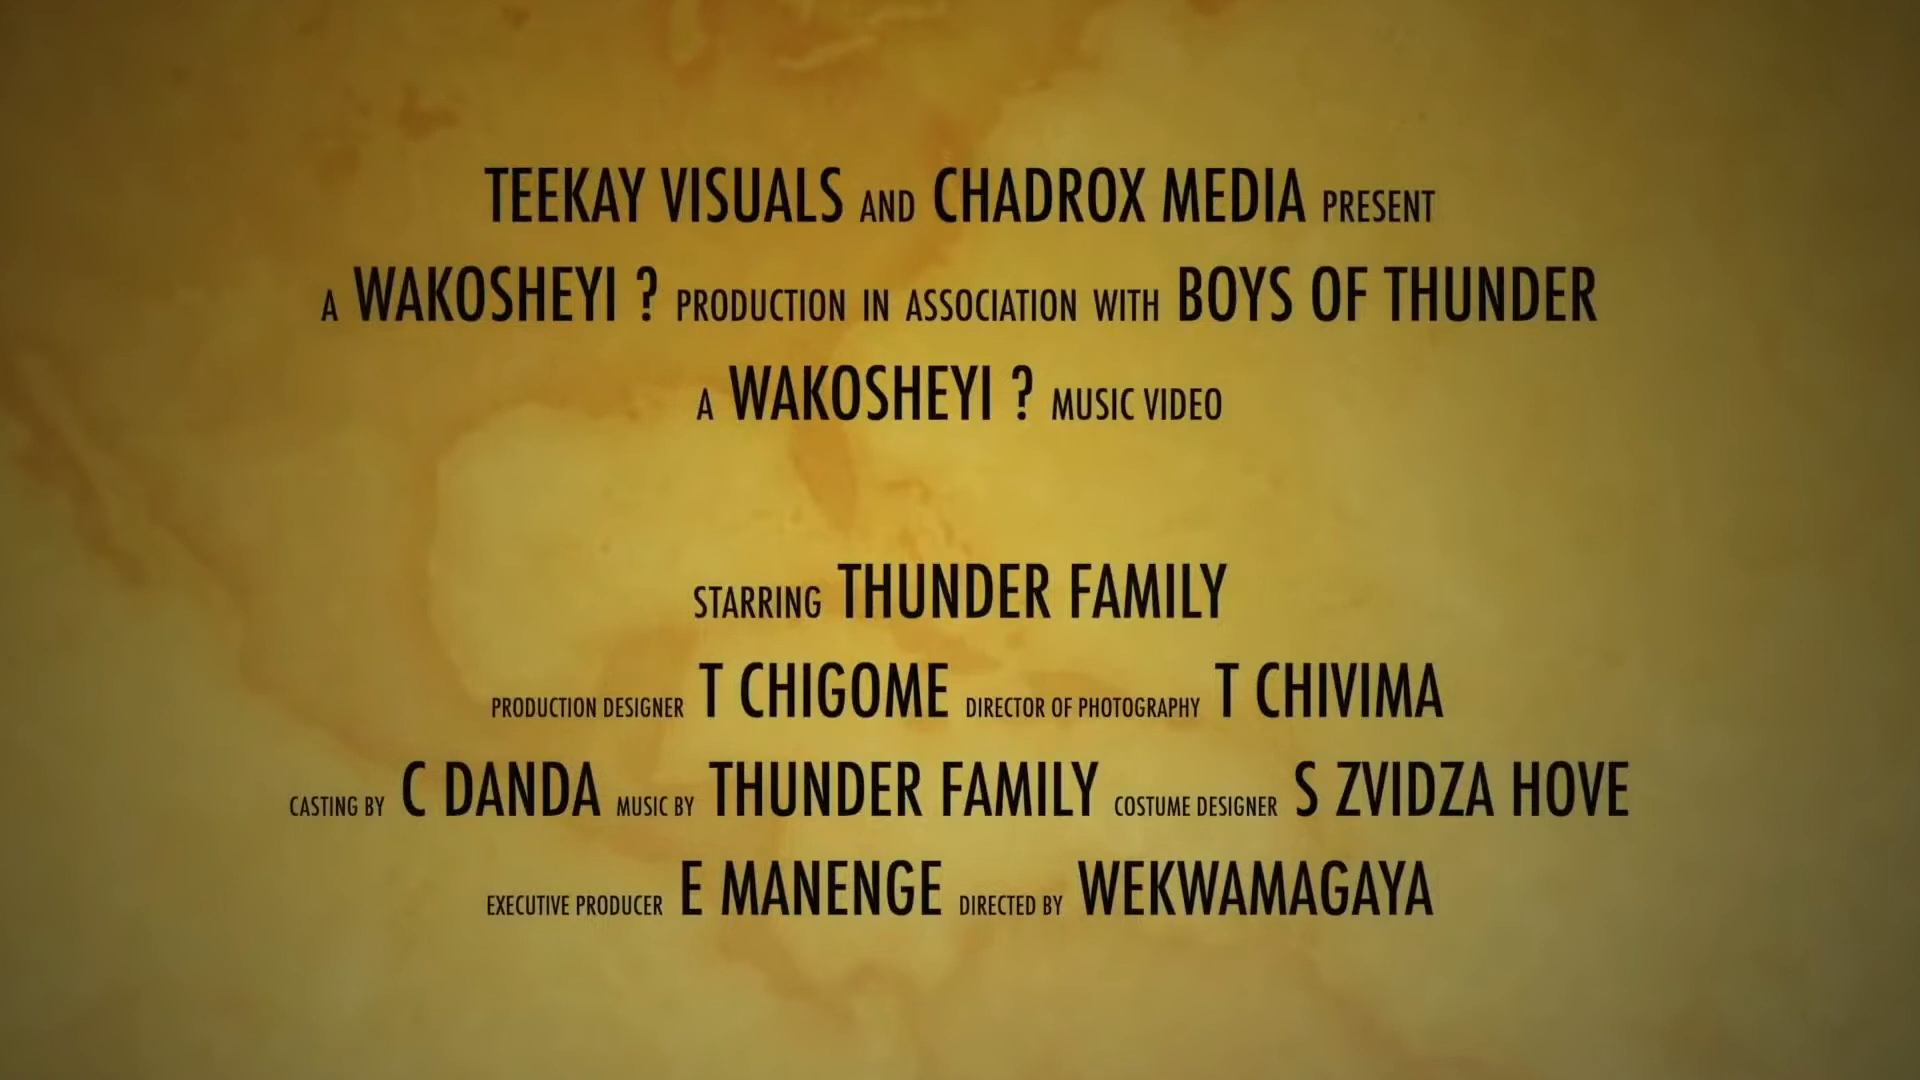 TEEKAY VISUALS AND CHADROX MEDIA PRESENT
A WAKOSHEYI ? PRODUCTION IN ASSOCIATION WITH BOYS OF THUNDER
A WAKOSHEYI ? MUSIC VIDEO
STARRING THUNDER FAMILY
PRODUCTION DESIGNER T CHIGOME DIRECTOR OF PHOTOGRAPHY T CHIVIMA
CASTING BY C DANDA MUSIC BY THUNDER FAMILY COSTUME DESIGNER S ZVIDZA HOVE
EXECUTIVE PRODUCER E MANENGE DIRECTED BY WEKWAMAGAYA